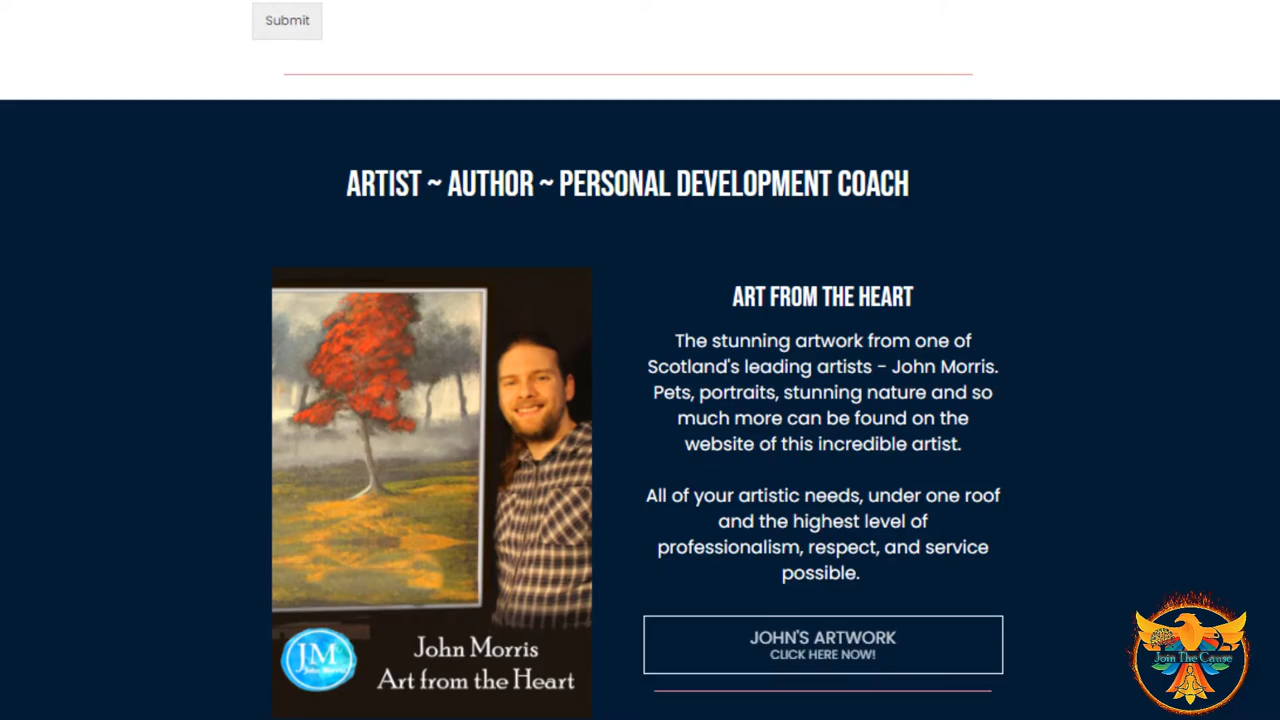 Submit
ARTIST ~ AUTHOR ~ PERSONAL DEVELOPMENT COACH
ART FROM THE HEART
The stunning artwork from one of
Scotland's leading artists - John Morris.
Pets, portraits, stunning nature and so
much more can be found on the
website of this incredible artist.
All of your artistic needs, under one roof
and the highest level of
professionalism, respect, and service
possible.
JOHN'S ARTWORK
CLICK HERE NOW!
JM
John Morris
John Morris
Art from the Heart
Join The Cause